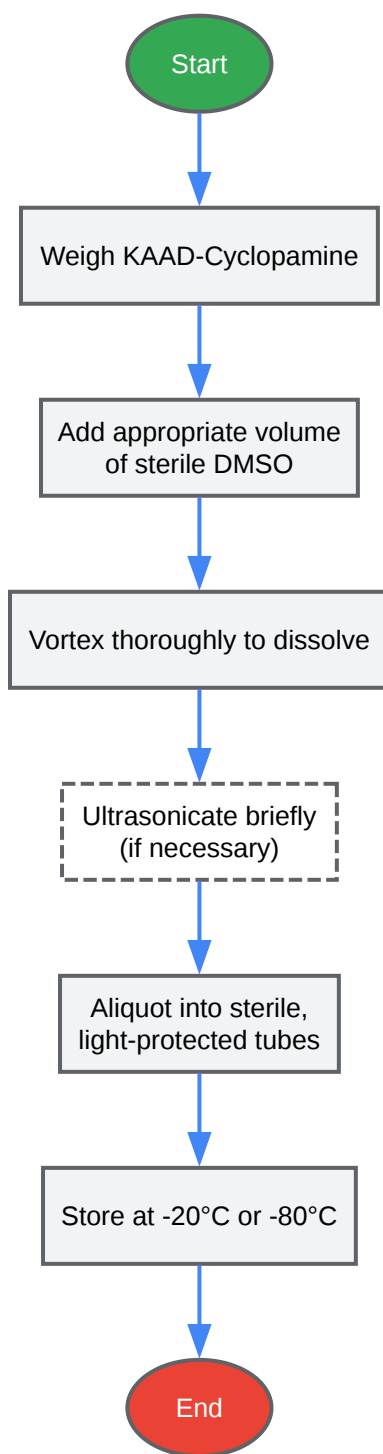 Start
Weigh KAAD-Cyclopamine
Add appropriate volume
of sterile DMSO
Vortex thoroughly to dissolve
Ultrasonicate briefly
(if necessary)
Aliquot into sterile,
light-protected tubes
Store at -20°C or -80°C
End